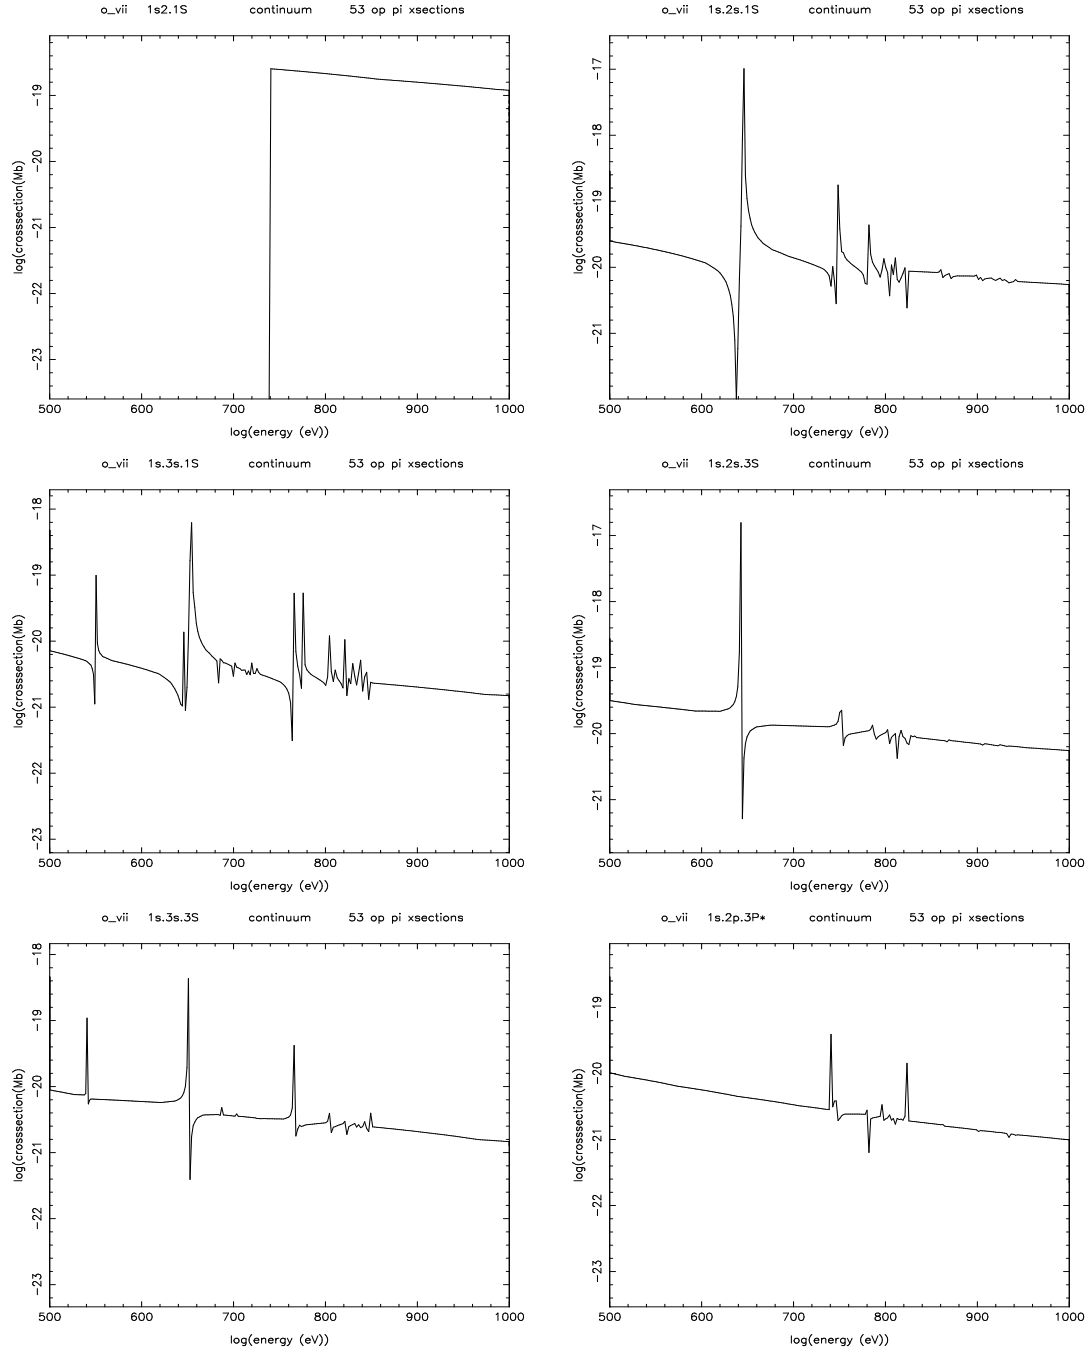 o_vii 1s2.1S continuum 53 op pi xsections
log(crosssection(Mb)
-19
-20
-21
-22
-23
500 600 700 800 900 1000
log(energy (eV))
o_vii 1s.2s.1S continuum 53 op pi xsections
log(crosssection(Mb)
-17
-18
-19
-20
-21
500 600 700 800 900 1000
log(energy (eV))
o_vii 1s.3s.1S continuum 53 op pi xsections
log(crosssection(Mb)
-18
-19
-20
-21
-22
-23
500 600 700 800 900 1000
log(energy (eV))
o_vii 1s.2s.3S continuum 53 op pi xsections
log(crosssection(Mb)
-17
-18
-19
-20
-21
500 600 700 800 900 1000
log(energy (eV))
o_vii 1s.3s.3S continuum 53 op pi xsections
log(crosssection(Mb)
-18
-19
-20
-21
-22
-23
500 600 700 800 900 1000
log(energy (eV))
o_vii 1s.2p.3P* continuum 53 op pi xsections
log(crosssection(Mb)
-19
-20
-21
-22
-23
500 600 700 800 900 1000
log(energy (eV))